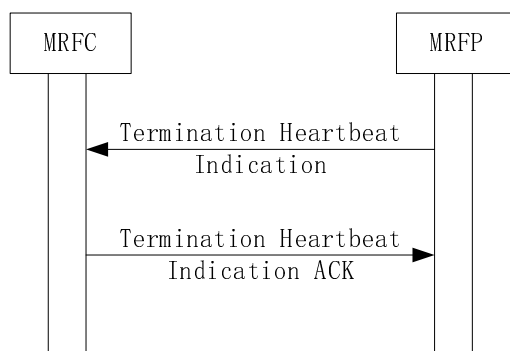 MRFC
MRFP
Termination Heartbeat
Indication
Termination Heartbeat
Indication ACK